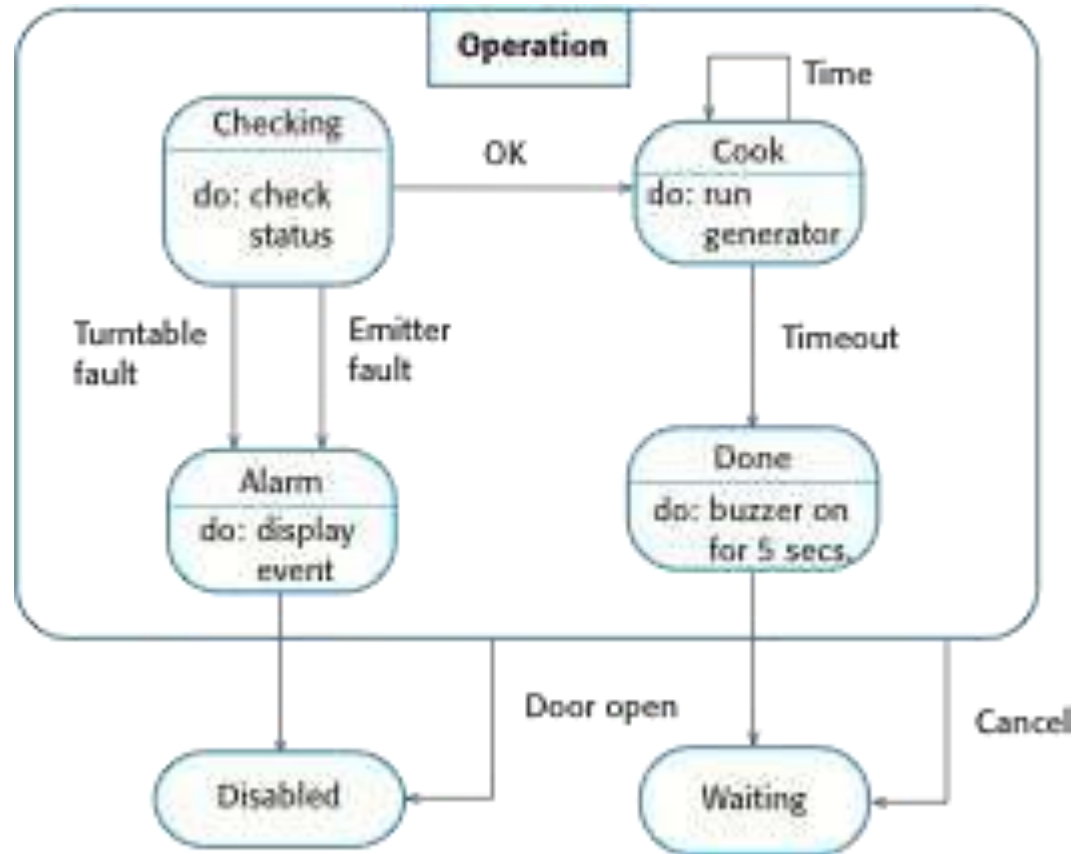 Operation
Time
Checking
OK
Cook
do: check
status
do: run
generator
Turntable
fault
Emitter
fault
Timeout
Alarm
Done
do: display
event
do: buzzer on
for 5 secs.
Door open
Cancel
Disabled
Waiting